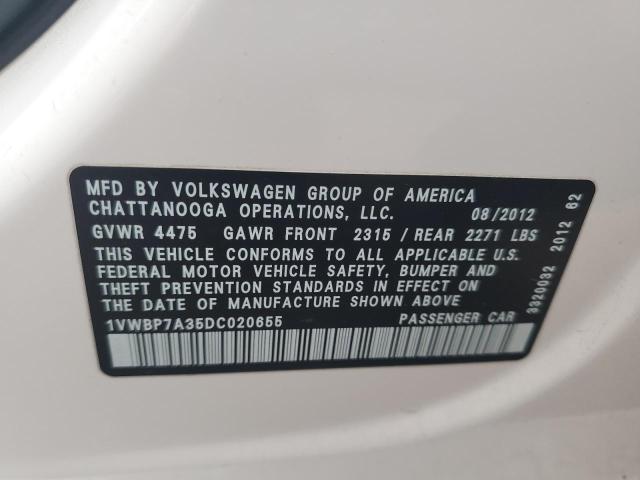 MFD BY VOLKSWAGEN GROUP OF AMERICA
CHATTANOOGA OPERATIONS, LLC. 08/2012
GVWR 4475 GAWR FRONT 2315 / REAR 2271 LBS
THIS VEHICLE CONFORMS TO ALL APPLICABLE U.S.
FEDERAL MOTOR VEHICLE SAFETY, BUMPER AND
THEFT PREVENTION STANDARDS IN EFFECT ON
THE DATE OF MANUFACTURE SHOWN ABOVE
1VWBP7A35DC020655 PASSENGER CAR
3320032 2012 62